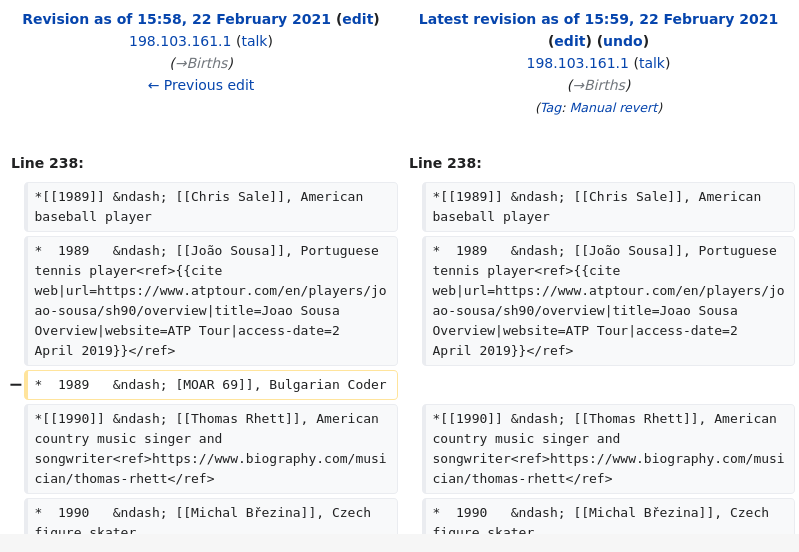 Revision as of 15:58, 22 February 2021 (edit)
198.103.161.1 (talk)
(→Births)
← Previous edit
Latest revision as of 15:59, 22 February 2021
(edit) (undo)
198.103.161.1 (talk)
(→Births)
(Tag: Manual revert)
Line 238:
Line 238:
*[[1989]] &ndash; [[Chris Sale]], American
baseball player
*[[1989]] &ndash; [[Chris Sale]], American
baseball player
*  1989   &ndash; [[João Sousa]], Portuguese
tennis player<ref>{{cite
web|url=https://www.atptour.com/en/players/jo
ao-sousa/sh90/overview|title=Joao Sousa
Overview|website=ATP Tour|access-date=2
April 2019}}</ref>
*  1989   &ndash; [[João Sousa]], Portuguese
tennis player<ref>{{cite
web|url=https://www.atptour.com/en/players/jo
ao-sousa/sh90/overview|title=Joao Sousa
Overview|website=ATP Tour|access-date=2
April 2019}}</ref>
− *  1989   &ndash; [MOAR 69]], Bulgarian Coder
*[[1990]] &ndash; [[Thomas Rhett]], American
country music singer and
songwriter<ref>https://www.biography.com/musi
cian/thomas-rhett</ref>
*[[1990]] &ndash; [[Thomas Rhett]], American
country music singer and
songwriter<ref>https://www.biography.com/musi
cian/thomas-rhett</ref>
*  1990   &ndash; [[Michal Březina]], Czech
figure skater
*  1990   &ndash; [[Michal Březina]], Czech
figure skater